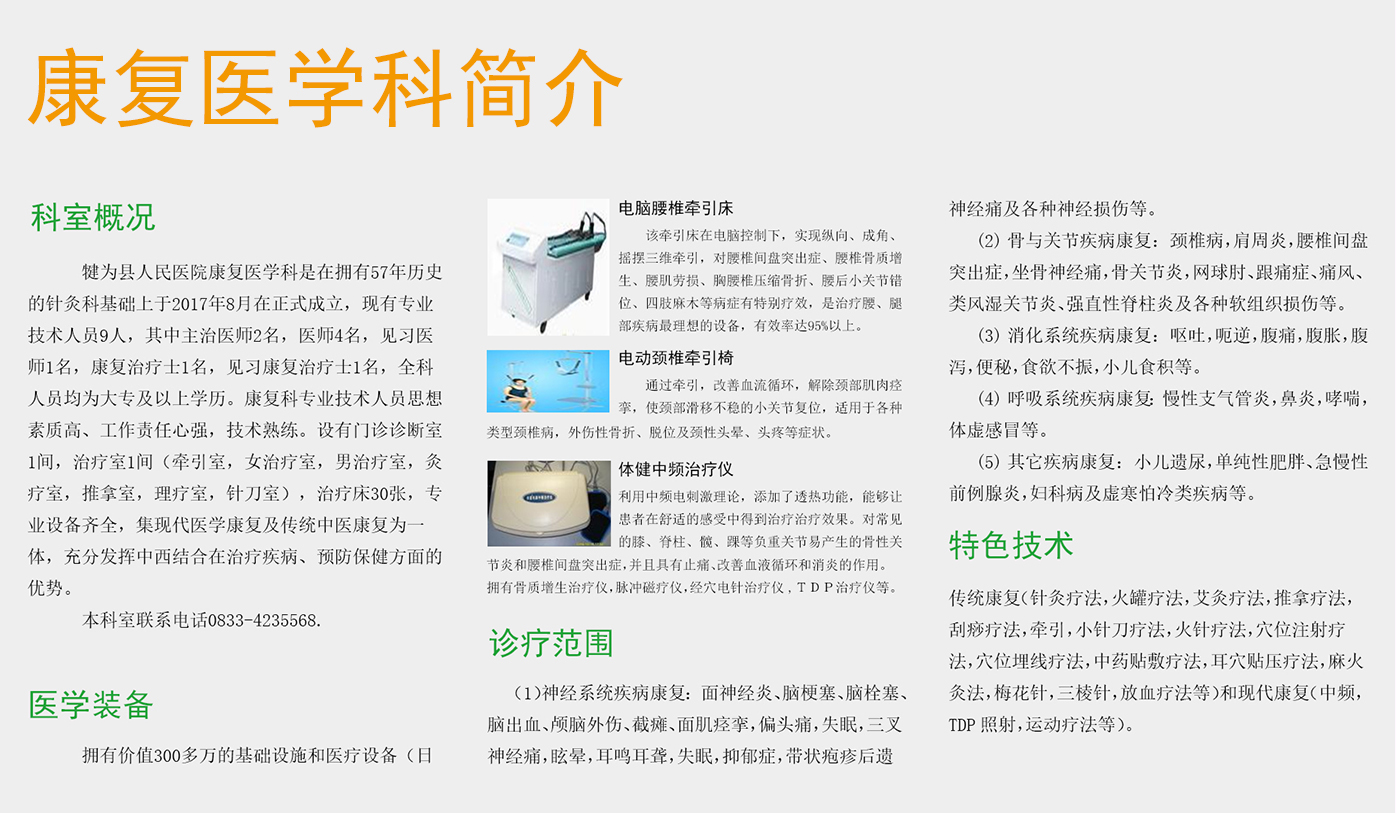 康复医学科简介
科室概况
犍为县人民医院康复医学科是在拥有57年历史
的针灸科基础上于2017年8月在正式成立，现有专业
技术人员9人，其中主治医师2名，医师4名，见习医
师1名，康复治疗士1名，见习康复治疗士1名，全科
人员均为大专及以上学历。康复科专业技术人员思想
素质高、工作责任心强，技术熟练。设有门诊诊断室
1间，治疗室1间（牵引室，女治疗室，男治疗室，灸
疗室，推拿室，理疗室，针刀室），治疗床30张，专
业设备齐全，集现代医学康复及传统中医康复为一
体，充分发挥中西结合在治疗疾病、预防保健方面的
优势。
本科室联系电话0833-4235568.
医学装备
拥有价值300多万的基础设施和医疗设备（日
电脑腰椎牵引床
该牵引床在电脑控制下，实现纵向、成角、
摇摆三维牵引，对腰椎间盘突出症、腰椎骨质增
生、腰肌劳损、胸腰椎压缩骨折、腰后小关节错
位、四肢麻木等病症有特别疗效，是治疗腰、腿
部疾病最理想的设备，有效率达95%以上。
电动颈椎牵引椅
通过牵引，改善血流循环，解除颈部肌肉痉
挛，使颈部滑移不稳的小关节复位，适用于各种
类型颈椎病，外伤性骨折、脱位及颈性头晕、头疼等症状。
体健中频治疗仪
利用中频电刺激理论，添加了透热功能，能够让
患者在舒适的感受中得到治疗治疗效果。对常见
的膝、脊柱、髋、踝等负重关节易产生的骨性关
节炎和腰椎间盘突出症，并且具有止痛、改善血液循环和消炎的作用。
拥有骨质增生治疗仪，脉冲磁疗仪，经穴电针治疗仪，ＴＤＰ治疗仪等。
诊疗范围
（1)神经系统疾病康复：面神经炎、脑梗塞、脑栓塞、
脑出血、颅脑外伤、截瘫、面肌痉挛，偏头痛，失眠，三叉
神经痛，眩晕，耳鸣耳聋，失眠，抑郁症，带状疱疹后遗
神经痛及各种神经损伤等。
（2）骨与关节疾病康复：颈椎病，肩周炎，腰椎间盘
突出症，坐骨神经痛，骨关节炎，网球肘、跟痛症、痛风、
类风湿关节炎、强直性脊柱炎及各种软组织损伤等。
（3）消化系统疾病康复：呕吐，呃逆，腹痛，腹胀，腹
泻，便秘，食欲不振，小儿食积等。
（4）呼吸系统疾病康复：慢性支气管炎，鼻炎，哮喘，
体虚感冒等。
（5）其它疾病康复：小儿遗尿，单纯性肥胖、急慢性
前例腺炎，妇科病及虚寒怕冷类疾病等。
特色技术
传统康复（针灸疗法，火罐疗法，艾灸疗法，推拿疗法，
刮痧疗法，牵引，小针刀疗法，火针疗法，穴位注射疗
法，穴位埋线疗法，中药贴敷疗法，耳穴贴压疗法，麻火
灸法，梅花针，三棱针，放血疗法等）和现代康复（中频，
TDP 照射，运动疗法等）。